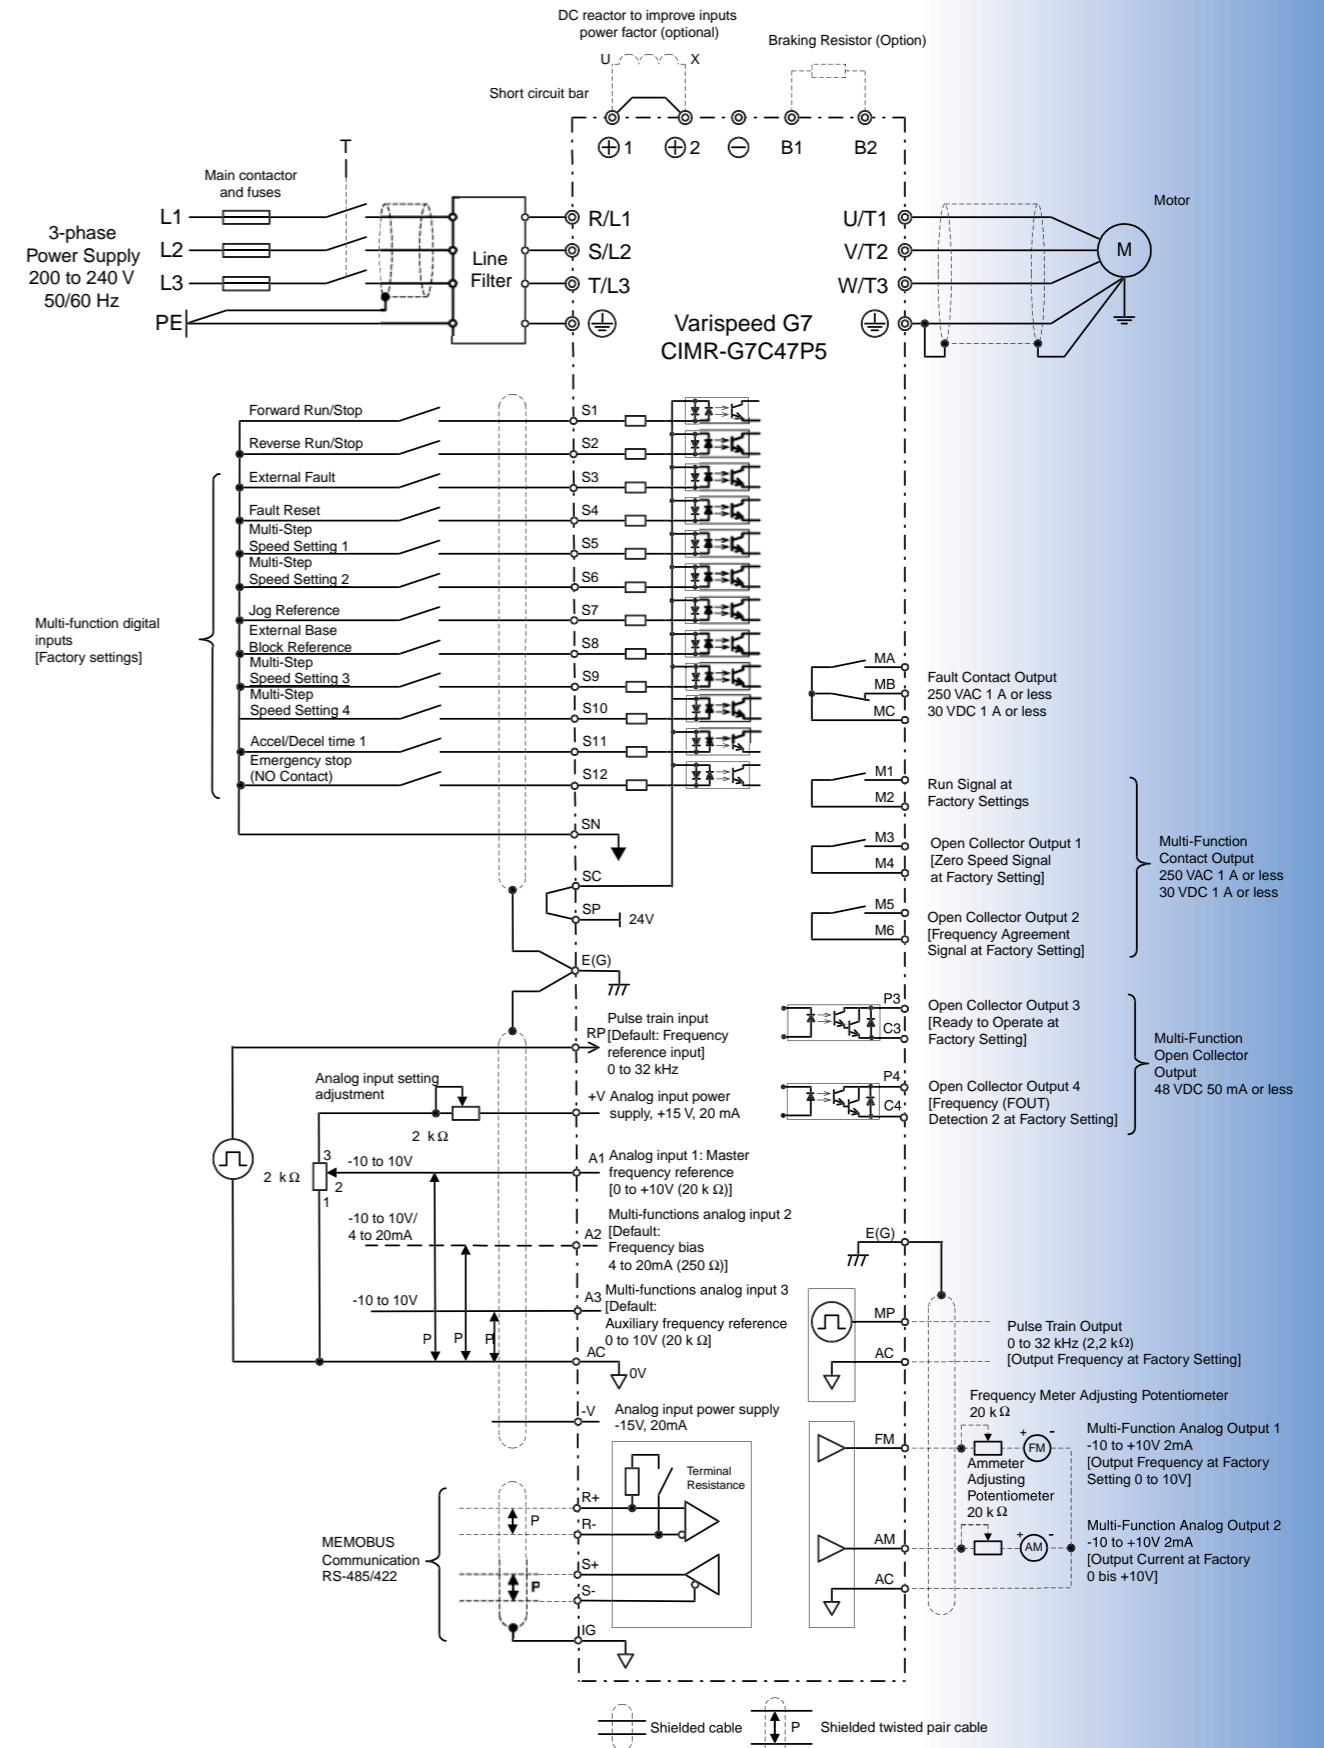 DC reactor to improve inputs
power factor (optional)
Braking Resistor (Option)
U
X
Short circuit bar
1
2
B1
B2
T
Main contactor
and fuses
Motor
3-phase
Power Supply
200 to 240 V
50/60 Hz
L1
L2
L3
PE
Line
Filter
R/L1
S/L2
T/L3
U/T1
V/T2
W/T3
M
Varispeed G7
CIMR-G7C47P5
Forward Run/Stop
S1
Reverse Run/Stop
S2
External Fault
S3
Fault Reset
S4
Multi-Step
Speed Setting 1
S5
Multi-Step
Speed Setting 2
S6
Jog Reference
S7
External Base
Block Reference
S8
Multi-Step
Speed Setting 3
S9
Multi-Step
Speed Setting 4
S10
Accel/Decel time 1
S11
Emergency stop
(NO Contact)
S12
Multi-function digital
inputs
[Factory settings]
SN
SC
SP
24V
E(G)
MA
MB
MC
Fault Contact Output
250 VAC 1 A or less
30 VDC 1 A or less
M1
M2
Run Signal at
Factory Settings
M3
M4
Open Collector Output 1
[Zero Speed Signal
at Factory Setting]
M5
M6
Open Collector Output 2
[Frequency Agreement
Signal at Factory Setting]
Multi-Function
Contact Output
250 VAC 1 A or less
30 VDC 1 A or less
P3
C3
Open Collector Output 3
[Ready to Operate at
Factory Setting]
P4
C4
Open Collector Output 4
[Frequency (FOUT)
Detection 2 at Factory Setting]
Multi-Function
Open Collector
Output
48 VDC 50 mA or less
RP
Pulse train input
[Default: Frequency
reference input]
0 to 32 kHz
Analog input setting
adjustment
2 kΩ
+V
Analog input power
supply, +15 V, 20 mA
2 kΩ
3
2
1
-10 to 10V
A1
Analog input 1: Master
frequency reference
[0 to +10V (20 k Ω)]
-10 to 10V/
4 to 20mA
A2
Multi-functions analog input 2
[Default:
Frequency bias
4 to 20mA (250 Ω)]
-10 to 10V
A3
Multi-functions analog input 3
[Default:
Auxiliary frequency reference
0 to 10V (20 k Ω]
P
P
P
AC
0V
-V
Analog input power supply
-15V, 20mA
E(G)
MP
AC
Pulse Train Output
0 to 32 kHz (2,2 kΩ)
[Output Frequency at Factory Setting]
Frequency Meter Adjusting Potentiometer
20 kΩ
FM
+
-
FM
Multi-Function Analog Output 1
-10 to +10V 2mA
[Output Frequency at Factory
Setting 0 to 10V]
Ammeter
Adjusting
Potentiometer
20 kΩ
AM
+
-
AM
AC
Multi-Function Analog Output 2
-10 to +10V 2mA
[Output Current at Factory
0 bis +10V]
Terminal
Resistance
MEMOBUS
Communication
RS-485/422
R+
R-
P
S+
S-
P
IG
Shielded cable
P
Shielded twisted pair cable